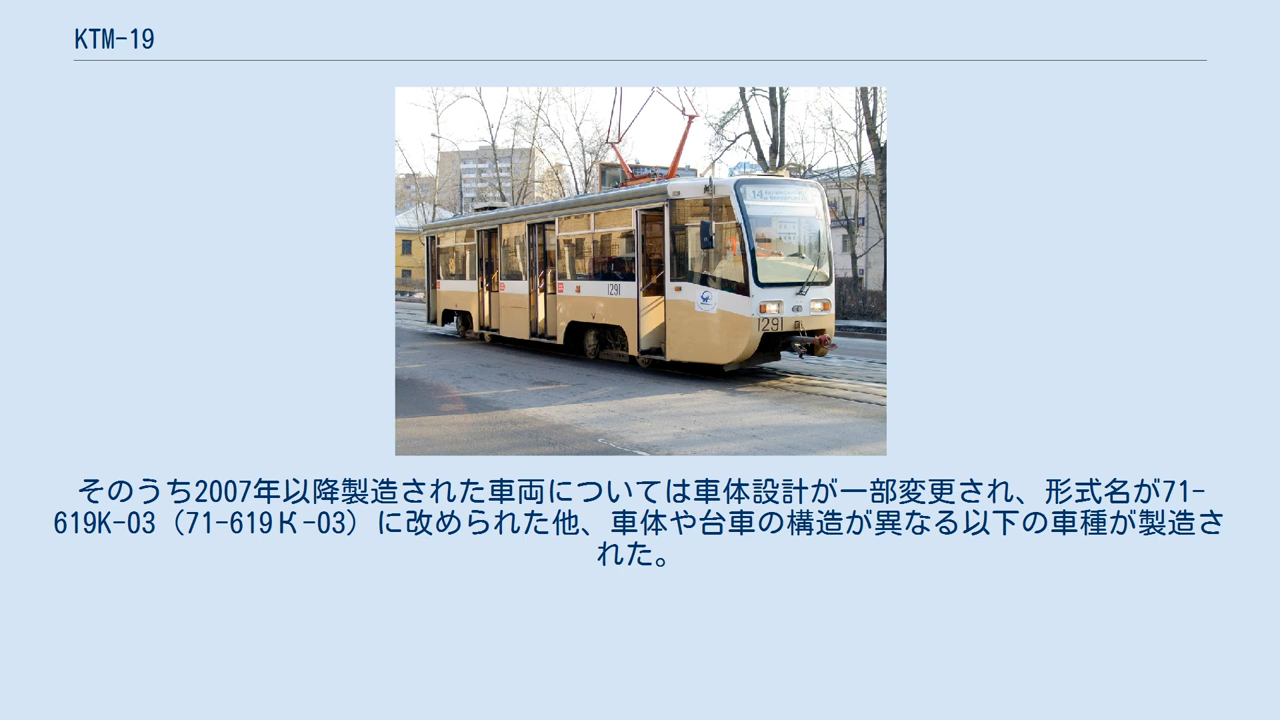 KTM-19
14
1291
1291
そのうち2007年以降製造された車両については車体設計が一部変更され、形式名が71-
619K-03（71-619К-03）に改められた他、車体や台車の構造が異なる以下の車種が製造さ
れた。